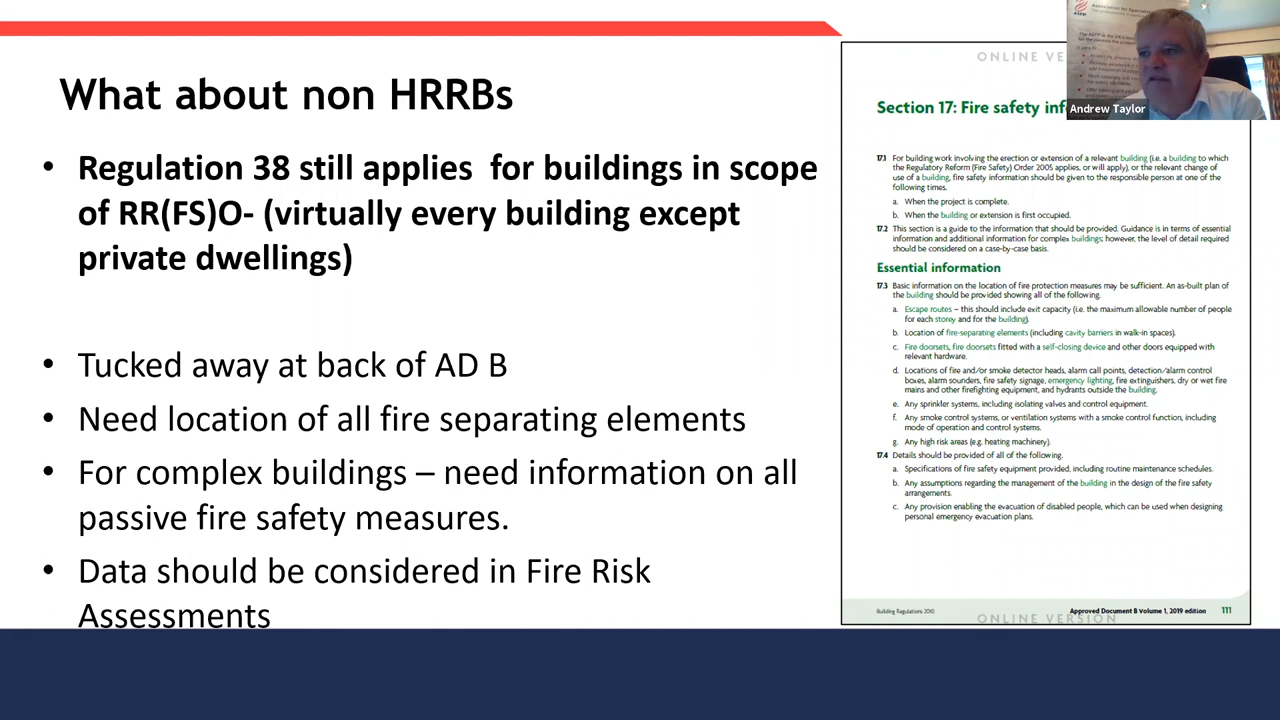 What about non HRRBs
• Regulation 38 still applies for buildings in scope
of RR(FS)O- (virtually every building except
private dwellings)
• Tucked away at back of AD B
• Need location of all fire separating elements
• For complex buildings – need information on all
passive fire safety measures.
• Data should be considered in Fire Risk
Assessments
ONLINE VE
Andrew Taylor
Section 17: Fire safety inf
17.1 For building work involving the erection or extension of a relevant building (i.e. a building to which
the Regulatory Reform (Fire Safety) Order 2005 applies, or will apply), or the relevant change of
use of a building, fire safety information should be given to the responsible person at one of the
following times.
a. When the project is complete.
b. When the building or extension is first occupied.
17.2 This section is a guide to the information that should be provided. Guidance is in terms of essential
information and additional information for complex buildings; however, the level of detail required
should be considered on a case-by-case basis.
Essential information
17.3 Basic information on the location of fire protection measures may be sufficient. An as-built plan of
the building should be provided showing all of the following.
a. Escape routes – this should include exit capacity (i.e. the maximum allowable number of people
for each storey and for the building).
b. Location of fire-separating elements (including cavity barriers in walk-in spaces).
c. Fire doorsets, fire doorsets fitted with a self-closing device and other doors equipped with
relevant hardware.
d. Locations of fire and/or smoke detector heads, alarm call points, detection/alarm control
boxes, alarm sounders, fire safety signage, emergency lighting, fire extinguishers, dry or wet fire
mains and other firefighting equipment, and hydrants outside the building.
e. Any sprinkler systems, including isolating valves and control equipment.
f. Any smoke control systems, or ventilation systems with a smoke control function, including
mode of operation and control systems.
g. Any high risk areas (e.g. heating machinery).
17.4 Details should be provided of all of the following.
a. Specifications of fire safety equipment provided, including routine maintenance schedules.
b. Any assumptions regarding the management of the building in the design of the fire safety
arrangements.
c. Any provision enabling the evacuation of disabled people, which can be used when designing
personal emergency evacuation plans.
Building Regulations 2010 Approved Document B Volume 1, 2019 edition 111
ONLINE VERSION